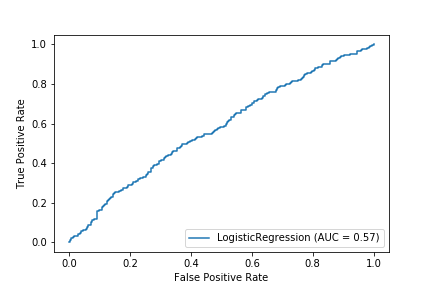 1.0
0.8
0.6
0.4
0.2
0.0
True Positive Rate
LogisticRegression (AUC = 0.57)
0.0 0.2 0.4 0.6 0.8 1.0
False Positive Rate